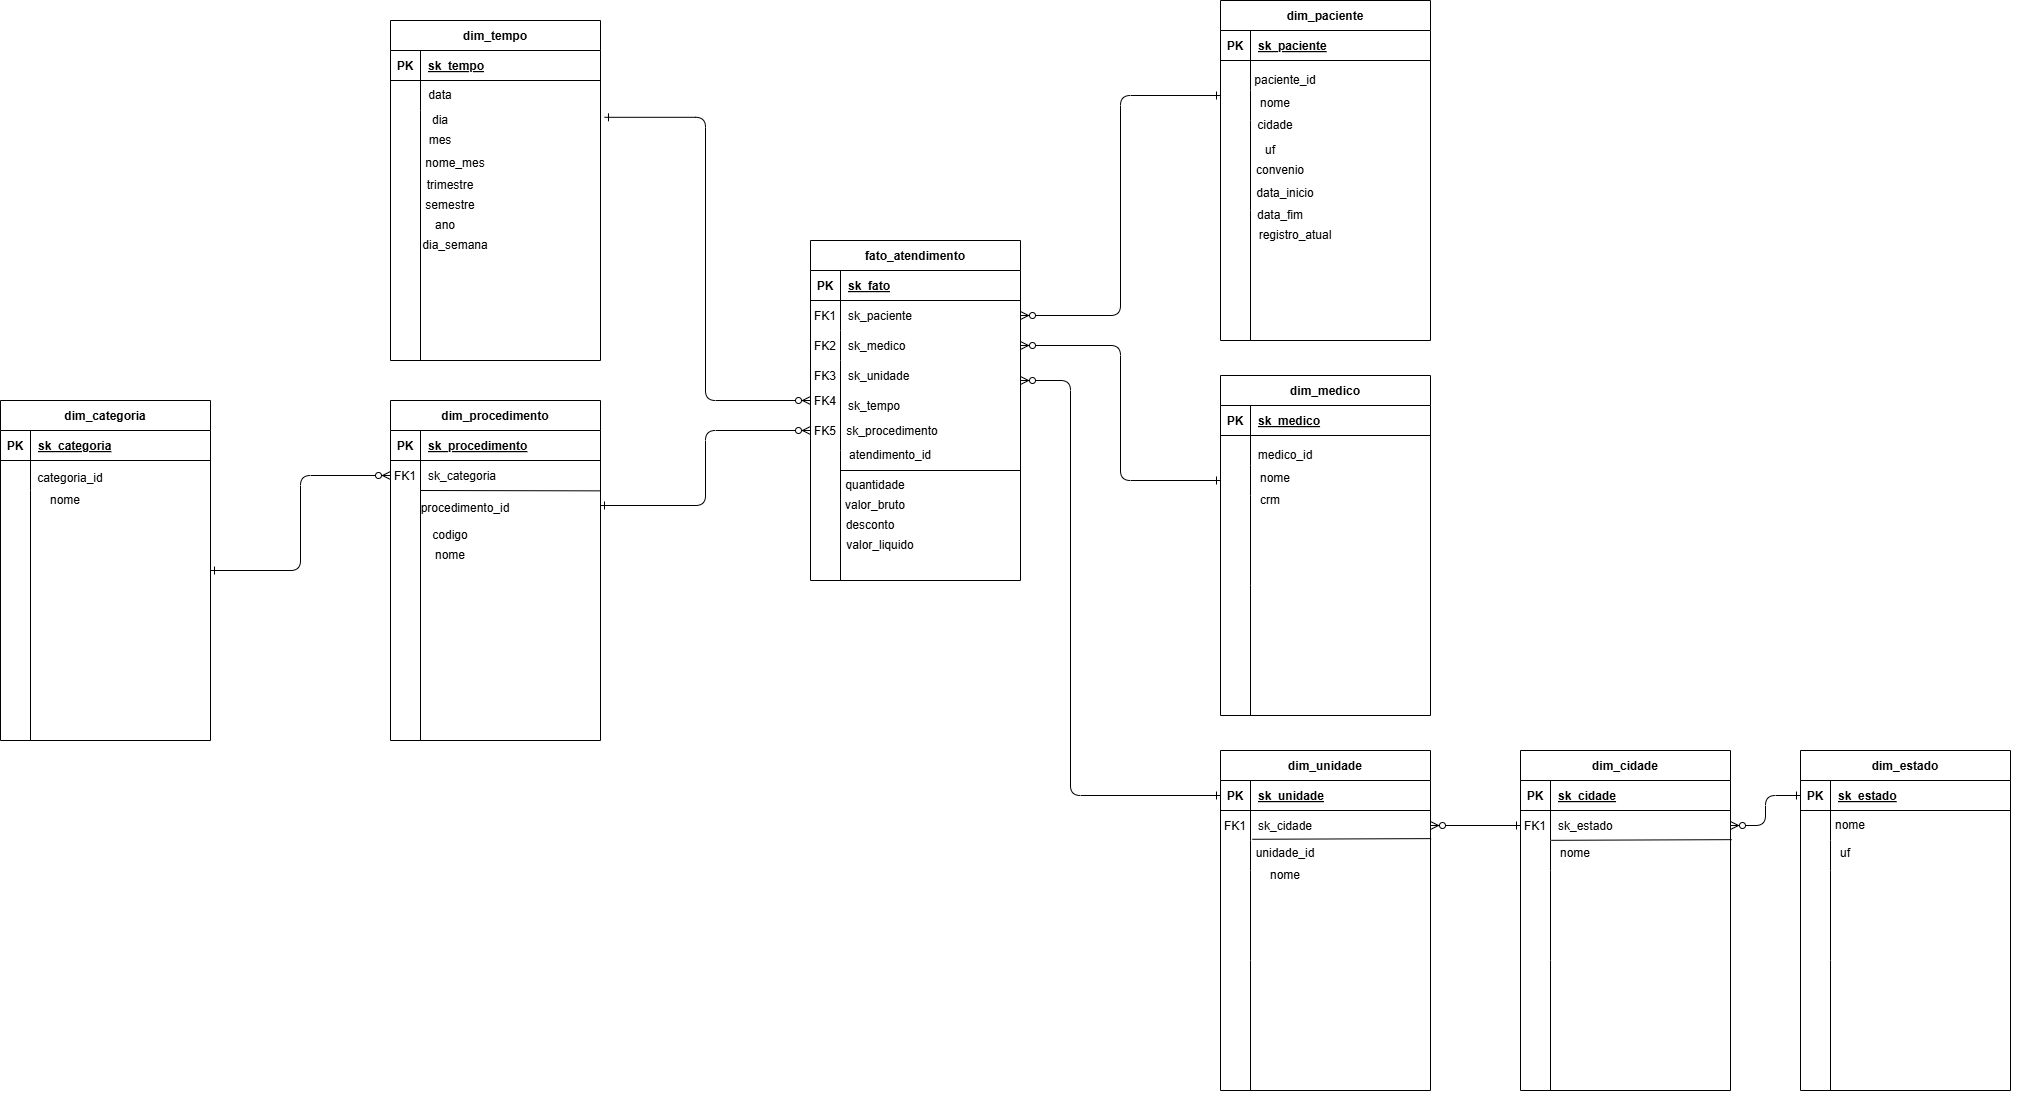 dim_tempo
PK sk_tempo
data
dia
mes
nome_mes
trimestre
semestre
ano
dia_semana
dim_paciente
PK sk_paciente
paciente_id
nome
cidade
uf
convenio
data_inicio
data_fim
registro_atual
fato_atendimento
PK sk_fato
FK1 sk_paciente
FK2 sk_medico
FK3 sk_unidade
FK4 sk_tempo
FK5 sk_procedimento
atendimento_id
quantidade
valor_bruto
desconto
valor_liquido
dim_categoria
PK sk_categoria
categoria_id
nome
dim_procedimento
PK sk_procedimento
FK1 sk_categoria
procedimento_id
codigo
nome
dim_medico
PK sk_medico
medico_id
nome
crm
dim_unidade
PK sk_unidade
FK1 sk_cidade
unidade_id
nome
dim_cidade
PK sk_cidade
FK1 sk_estado
nome
dim_estado
PK sk_estado
nome
uf